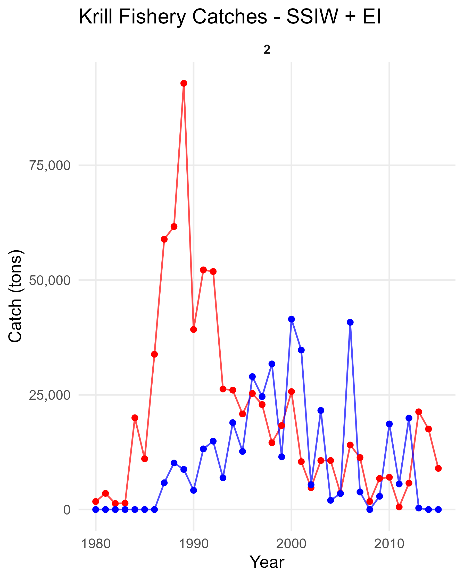 Krill Fishery Catches - SSIW + EI
2
75,000
50,000
25,000
0
Catch (tons)
1980 1990 2000 2010
Year